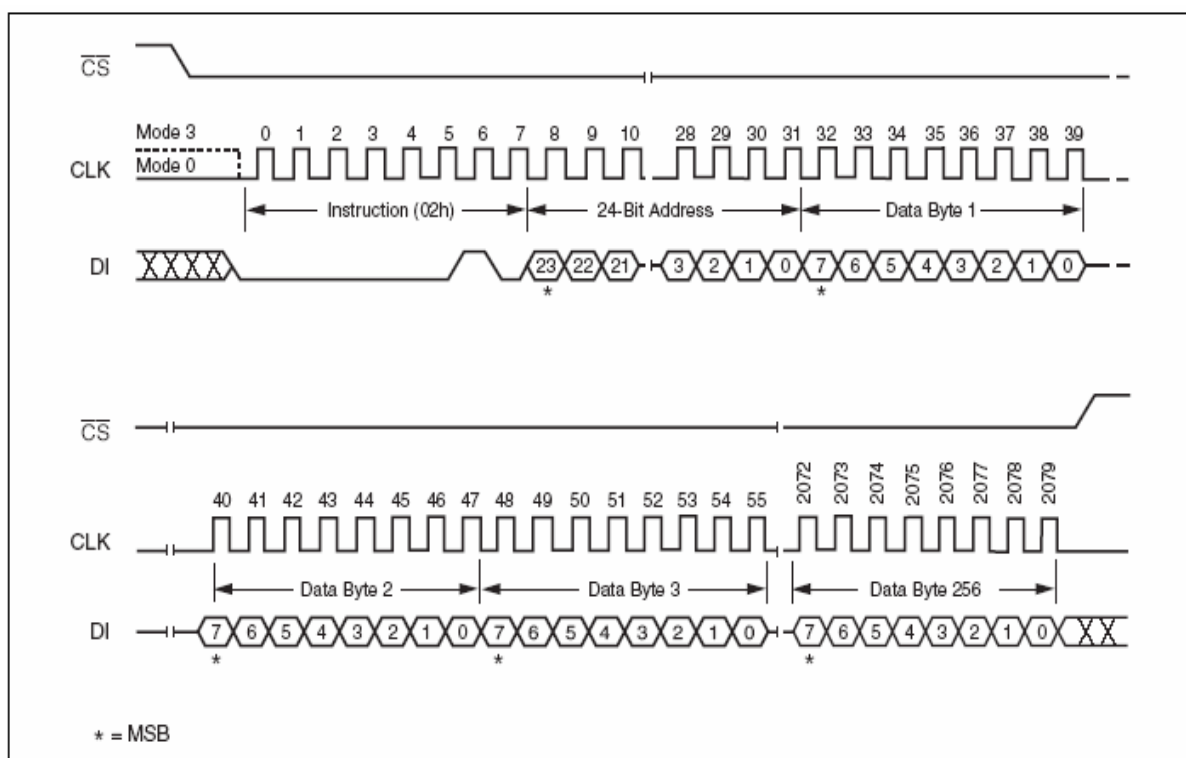 CS
Mode 3
0 1 2 3 4 5 6 7 8 9 10 28 29 30 31 32 33 34 35 36 37 38 39
CLK
Mode 0
Instruction (02h) 24-Bit Address Data Byte 1
DI XXXX 23 22 21 3 2 1 0 7 6 5 4 3 2 1 0
* *
CS
40 41 42 43 44 45 46 47 48 49 50 51 52 53 54 55 2072 2073 2074 2075 2076 2077 2078 2079
CLK
Data Byte 2 Data Byte 3 Data Byte 256
DI 7 6 5 4 3 2 1 0 7 6 5 4 3 2 1 0 7 6 5 4 3 2 1 0 XX
* * *
* = MSB